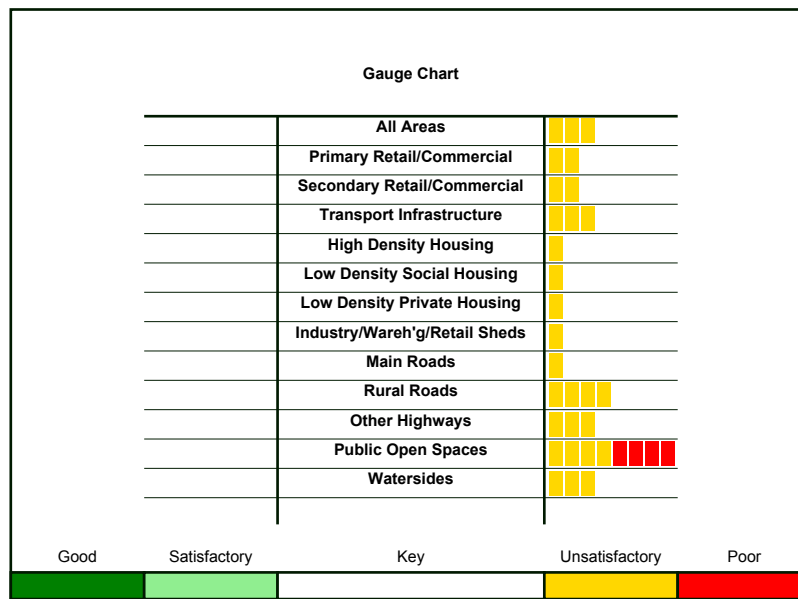 Gauge Chart
All Areas
Primary Retail/Commercial
Secondary Retail/Commercial
Transport Infrastructure
High Density Housing
Low Density Social Housing
Low Density Private Housing
Industry/Wareh'g/Retail Sheds
Main Roads
Rural Roads
Other Highways
Public Open Spaces
Watersides
Good Satisfactory Key Unsatisfactory Poor